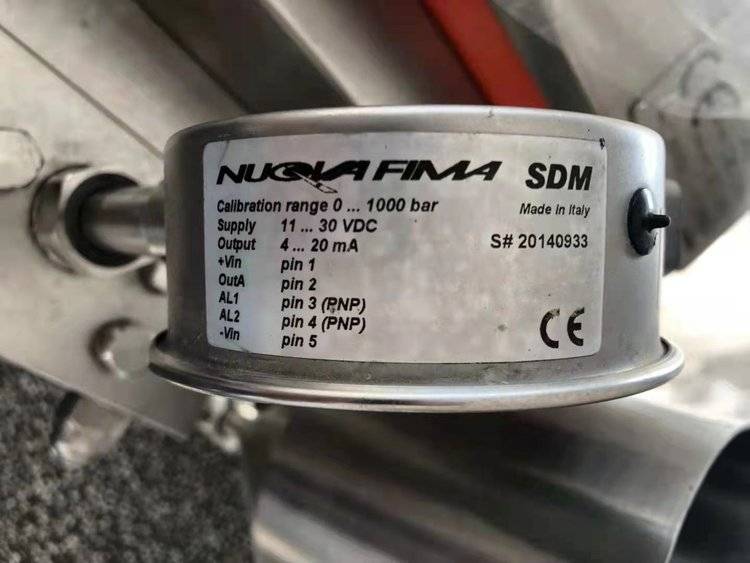 NUOVA FIMA SDM
Calibration range 0 ... 1000 bar
Made in Italy
Supply 11 ... 30 VDC
Output 4 ... 20 mA
S# 20140933
+Vin pin 1
OutA pin 2
AL1 pin 3 (PNP)
AL2 pin 4 (PNP)
-Vin pin 5
CE